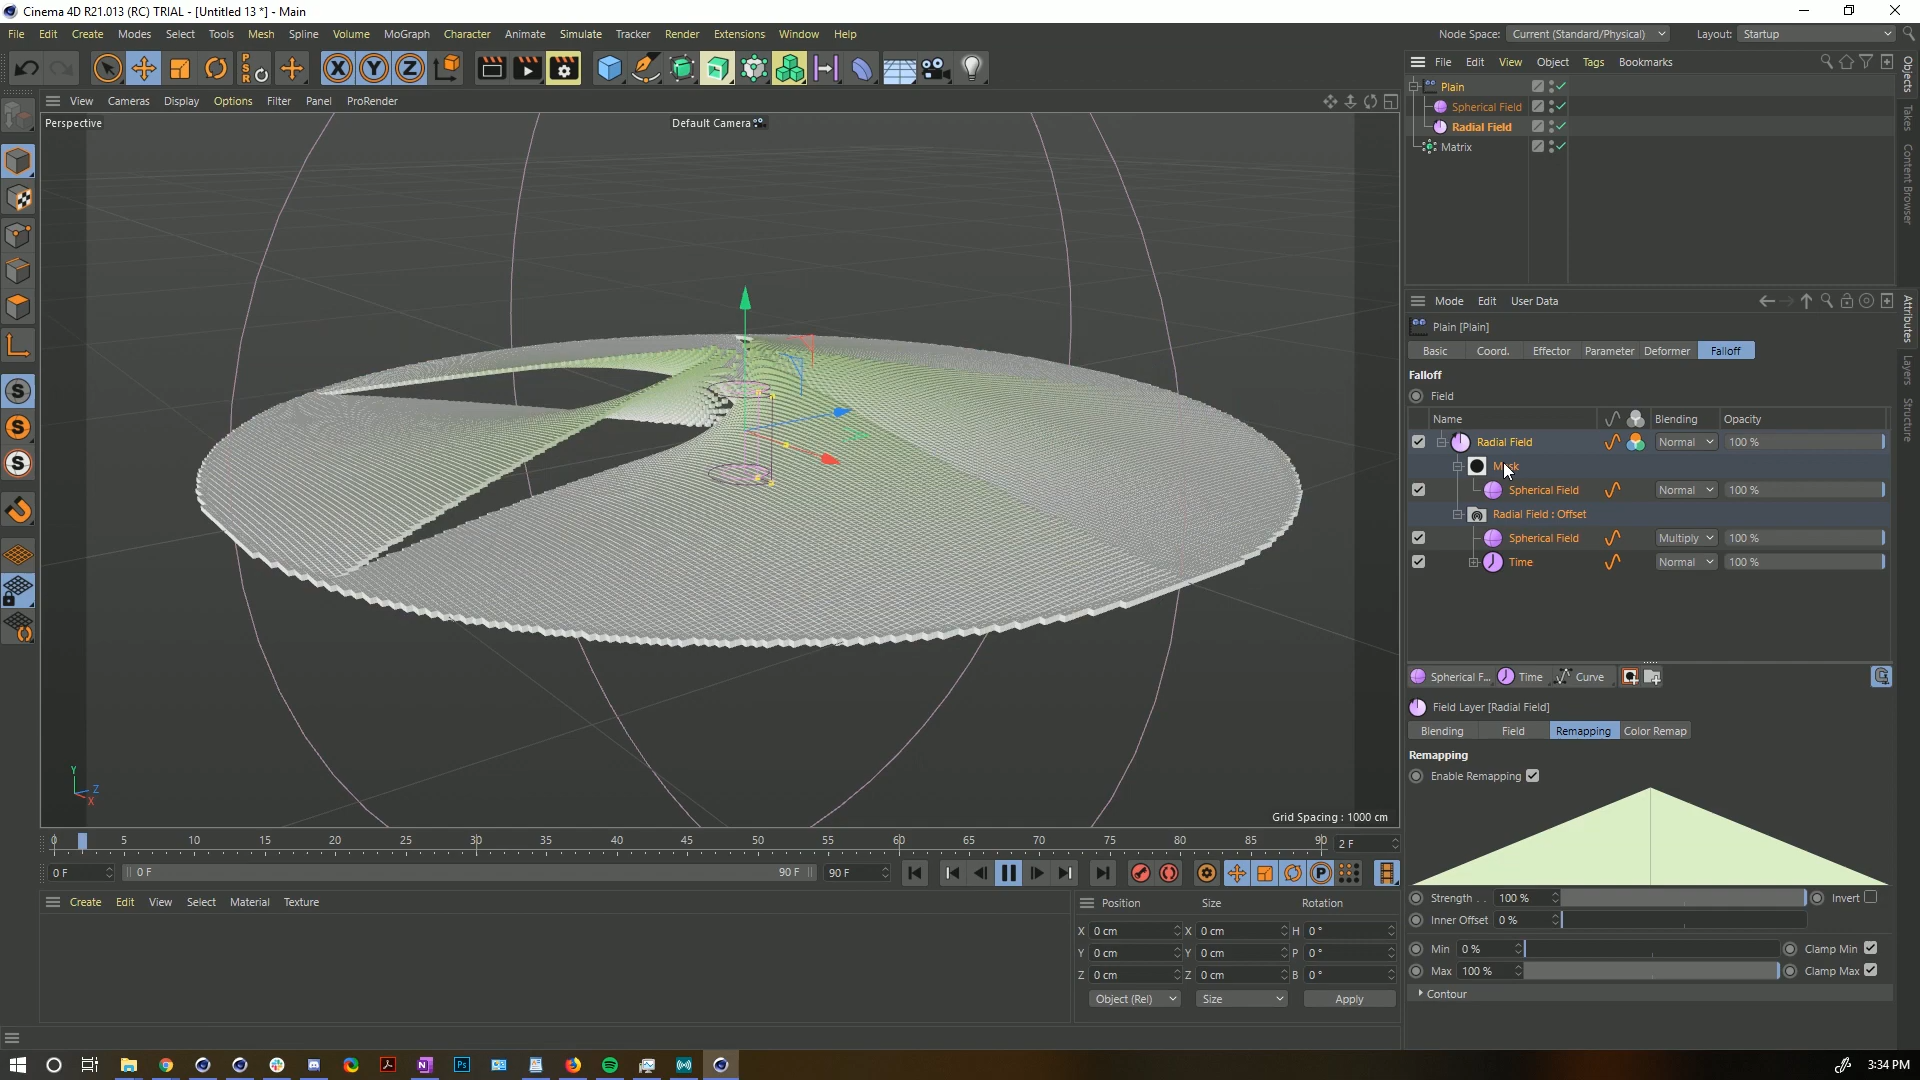 Cinema 4D R21.013 (RC) TRIAL - [Untitled 13 *] - Main
File Edit Create Modes Select Tools Mesh Spline Volume MoGraph Character Animate Simulate Tracker Render Extensions Window Help
Node Space: Current (Standard/Physical) Layout: Startup
P S R X Y Z
File Edit View Object Tags Bookmarks
Objects
Takes
Content Browser
Plain
Spherical Field
Radial Field
Matrix
View Cameras Display Options Filter Panel ProRender
Perspective
Default Camera
Mode Edit User Data
Attributes
Layers
Structure
Plain [Plain]
Basic Coord. Effector Parameter Deformer Falloff
Falloff
Field
Name Blending Opacity
Radial Field Normal 100 %
Spherical Field Normal 100 %
Radial Field : Offset
Spherical Field Multiply 100 %
Time Normal 100 %
Spherical F... Time Curve
Field Layer [Radial Field]
Blending Field Remapping Color Remap
Remapping
Enable Remapping
Strength . . 100 % Invert
Inner Offset 0 %
Min 0 % Clamp Min
Max 100 % Clamp Max
Contour
Y
Z
X
Grid Spacing : 1000 cm
0 5 10 15 20 25 30 35 40 45 50 55 60 65 70 75 80 85 90 2 F
0 F 0 F 90 F 90 F
P
Create Edit View Select Material Texture
Position Size Rotation
X 0 cm X 0 cm H 0 °
Y 0 cm Y 0 cm P 0 °
Z 0 cm Z 0 cm B 0 °
Object (Rel) Size Apply
3:34 PM